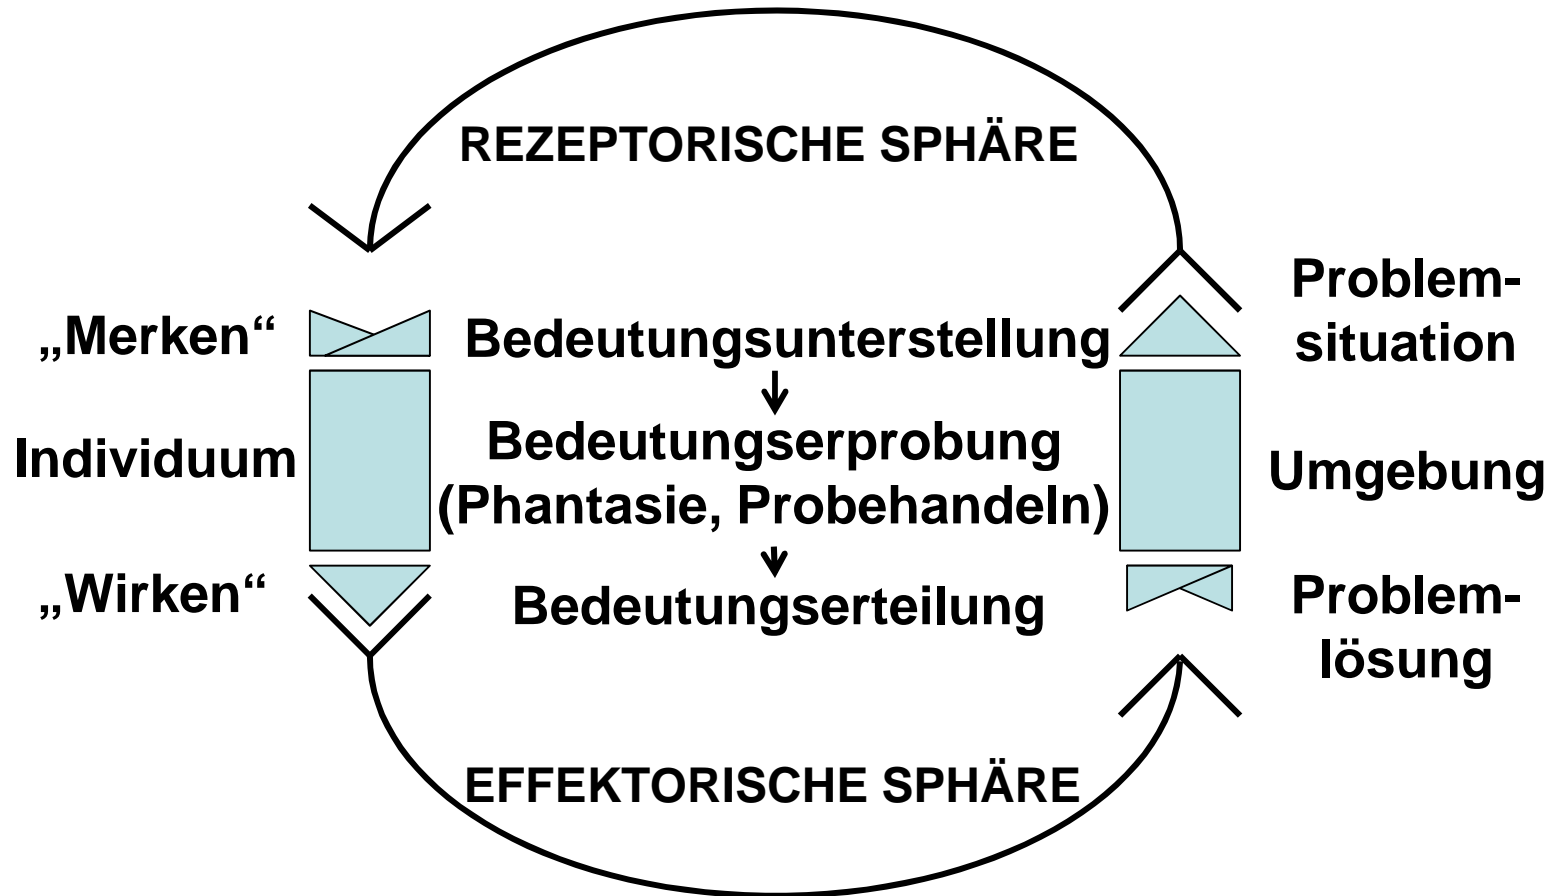 REZEPTORISCHE SPHÄRE
„Merken“
Bedeutungsunterstellung
Problem-
situation
Individuum
Bedeutungserprobung
(Phantasie, Probehandeln)
Umgebung
„Wirken“
Bedeutungserteilung
Problem-
lösung
EFFEKTORISCHE SPHÄRE